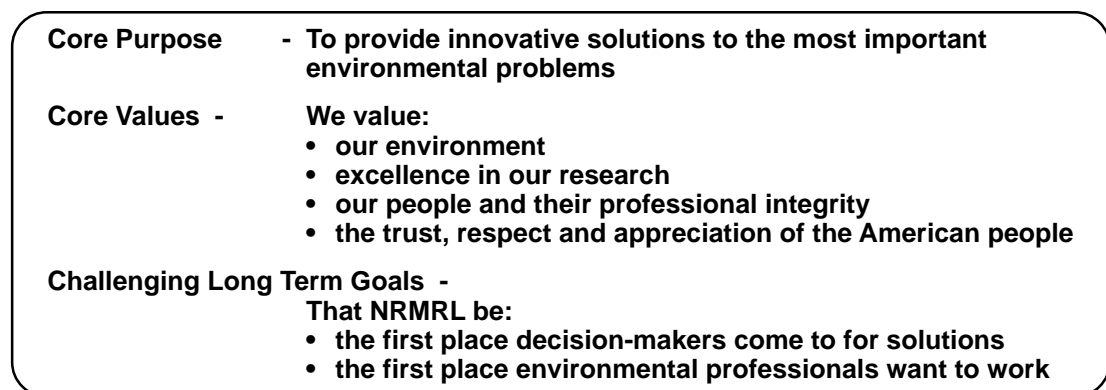 Core Purpose - To provide innovative solutions to the most important
environmental problems
Core Values - We value:
• our environment
• excellence in our research
• our people and their professional integrity
• the trust, respect and appreciation of the American people
Challenging Long Term Goals -
That NRMRL be:
• the first place decision-makers come to for solutions
• the first place environmental professionals want to work